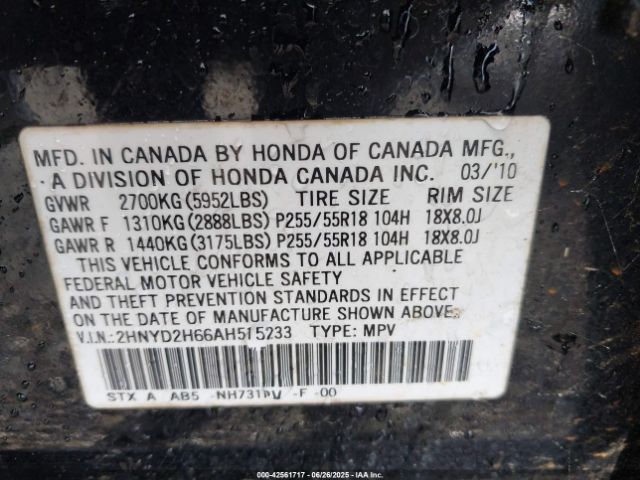 MFD. IN CANADA BY HONDA OF CANADA MFG.,
A DIVISION OF HONDA CANADA INC. 03/'10
GVWR 2700KG(5952LBS) TIRE SIZE RIM SIZE
GAWR F 1310KG(2888LBS) P255/55R18 104H 18X8.0J
GAWR R 1440KG(3175LBS) P255/55R18 104H 18X8.0J
THIS VEHICLE CONFORMS TO ALL APPLICABLE
FEDERAL MOTOR VEHICLE SAFETY
AND THEFT PREVENTION STANDARDS IN EFFECT
ON THE DATE OF MANUFACTURE SHOWN ABOVE.
V.I.N.:2HNYD2H66AH515233 TYPE: MPV
STX A AB5 -F -00
000-42561717 | 06/26/2025 - IAAI.com